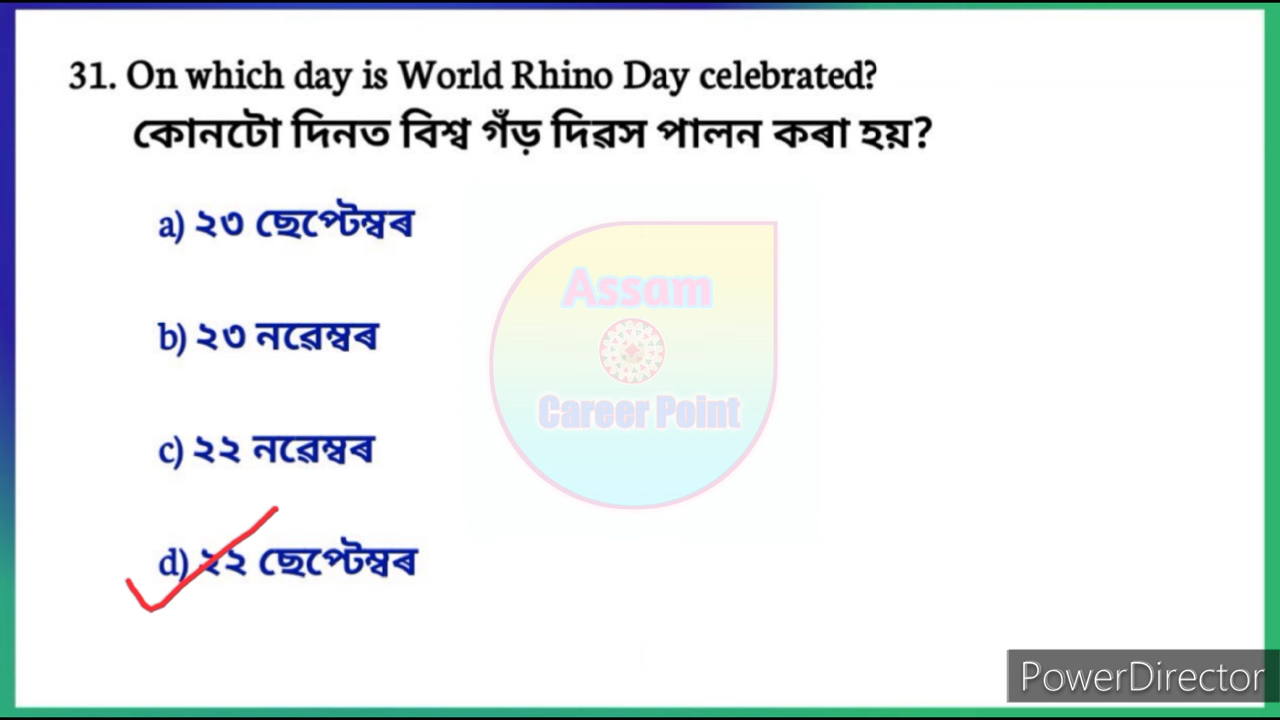 31. On which day is World Rhino Day celebrated?
কোনটো দিনত বিশ্ব গঁড় দিৱস পালন কৰা হয়?
a) ২৩ ছেপ্টেম্বৰ
b) ২৩ নৱেম্বৰ
c) ২২ নৱেম্বৰ
d) ২২ ছেপ্টেম্বৰ
Assam
Career Point
PowerDirector